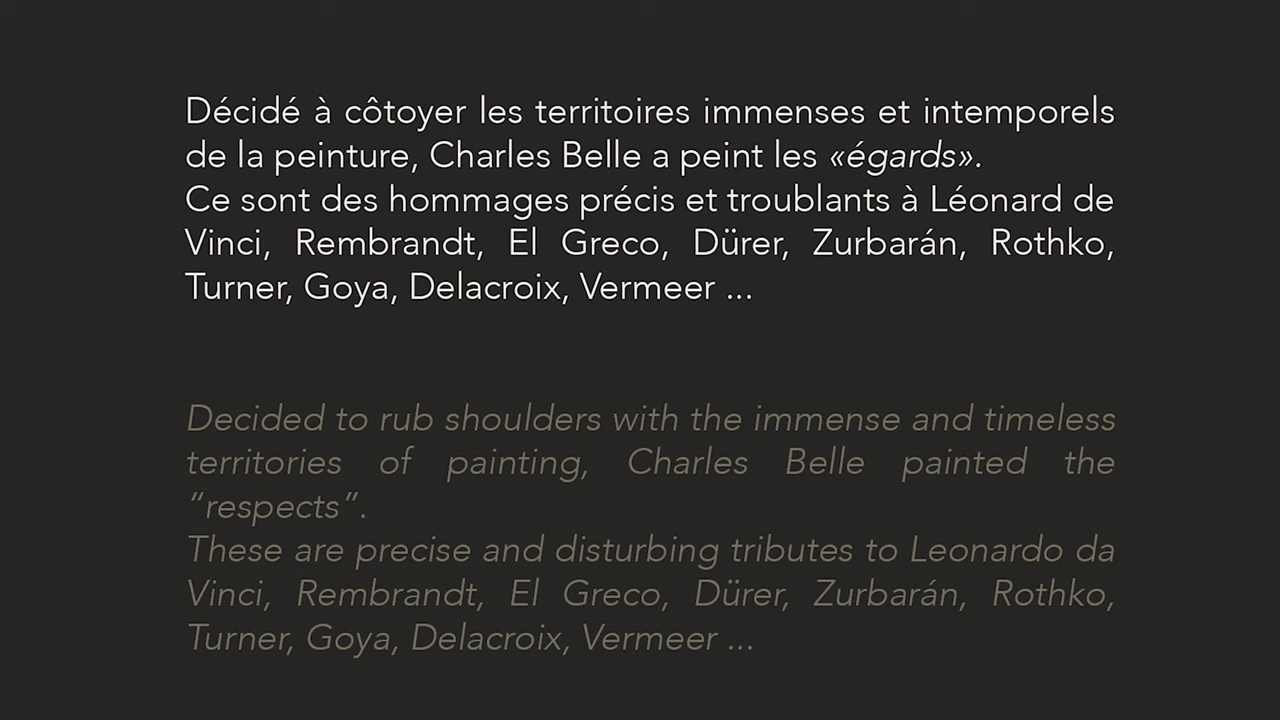 Décidé à côtoyer les territoires immenses et intemporels
de la peinture, Charles Belle a peint les «égards».
Ce sont des hommages précis et troublants à Léonard de
Vinci, Rembrandt, El Greco, Dürer, Zurbarán, Rothko,
Turner, Goya, Delacroix, Vermeer ...
Decided to rub shoulders with the immense and timeless
territories of painting, Charles Belle painted the
“respects”.
These are precise and disturbing tributes to Leonardo da
Vinci, Rembrandt, El Greco, Dürer, Zurbarán, Rothko,
Turner, Goya, Delacroix, Vermeer ...